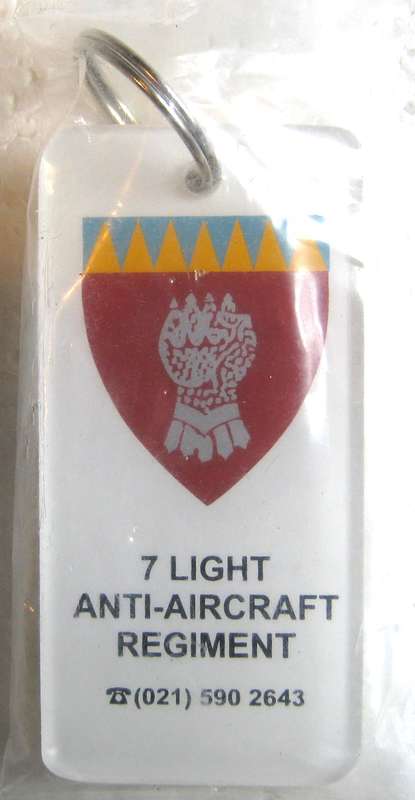 7 LIGHT
ANTI-AIRCRAFT
REGIMENT
☎(021) 590 2643